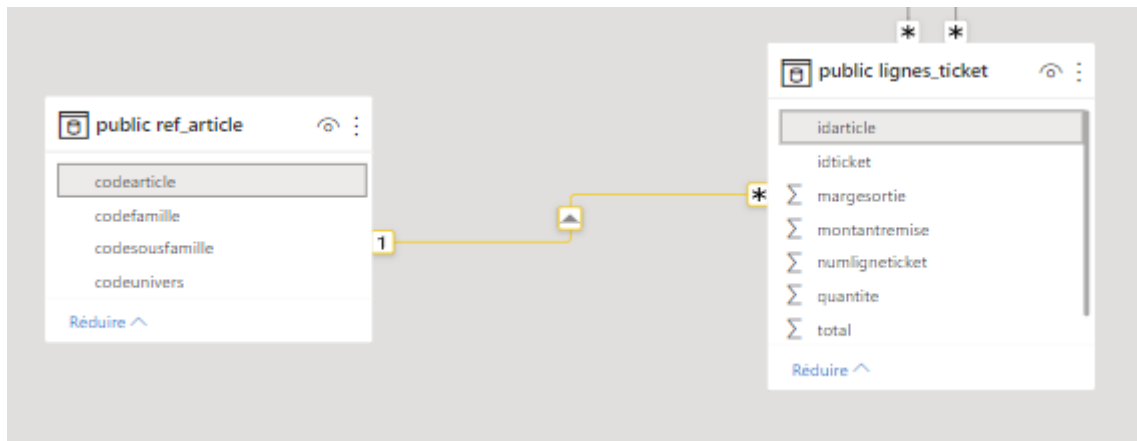 public ref_article
codearticle
codefamille
codesousfamille
codeunivers
Réduire
1
*
* *
public lignes_ticket
idarticle
idticket
∑ margesortie
∑ montantremise
∑ numligneticket
∑ quantite
∑ total
Réduire